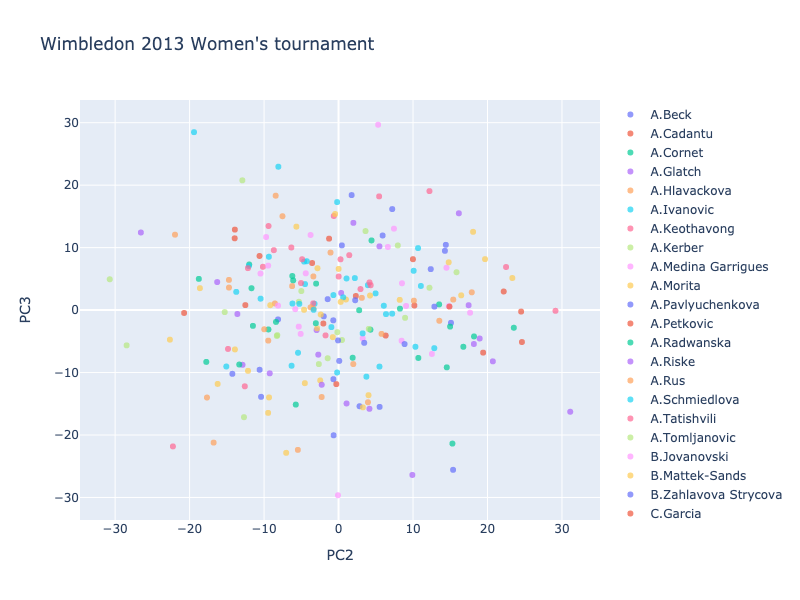 Wimbledon 2013 Women's tournament
30
20
10
0
−10
−20
−30
PC3
−30
−20
−10
0
10
20
30
PC2
A.Beck
A.Cadantu
A.Cornet
A.Glatch
A.Hlavackova
A.Ivanovic
A.Keothavong
A.Kerber
A.Medina Garrigues
A.Morita
A.Pavlyuchenkova
A.Petkovic
A.Radwanska
A.Riske
A.Rus
A.Schmiedlova
A.Tatishvili
A.Tomljanovic
B.Jovanovski
B.Mattek-Sands
B.Zahlavova Strycova
C.Garcia